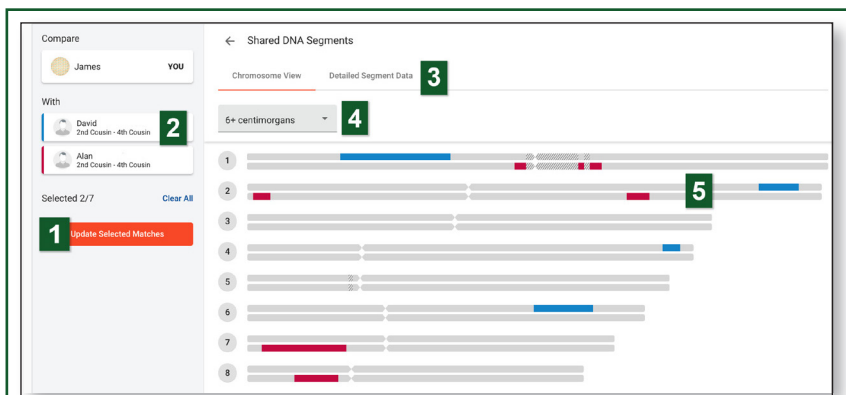 Compare
James YOU
With
David
2nd Cousin - 4th Cousin
2
Alan
2nd Cousin - 4th Cousin
Selected 2/7 Clear All
1
Update Selected Matches
← Shared DNA Segments
Chromosome View Detailed Segment Data 3
6+ centimorgans 4
1
2
5
3
4
5
6
7
8